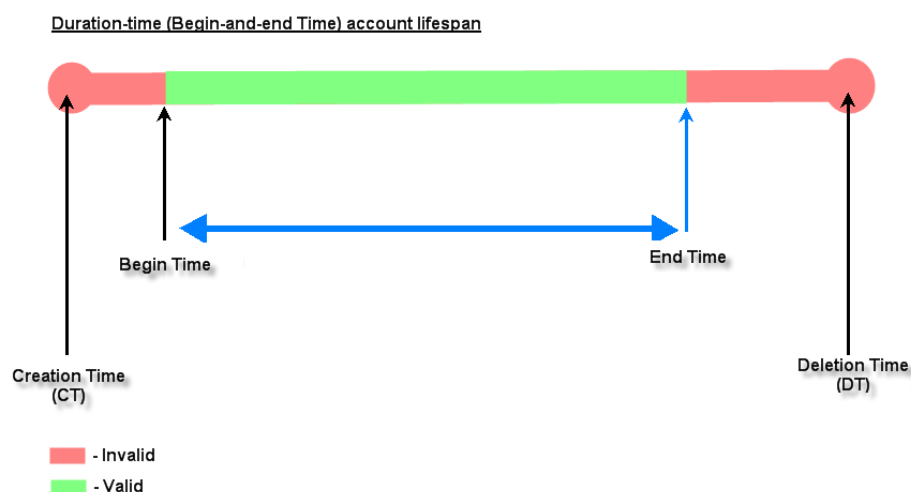 Duration-time (Begin-and-end Time) account lifespan
Begin Time
End Time
Creation Time
(CT)
Deletion Time
(DT)
- Invalid
- Valid